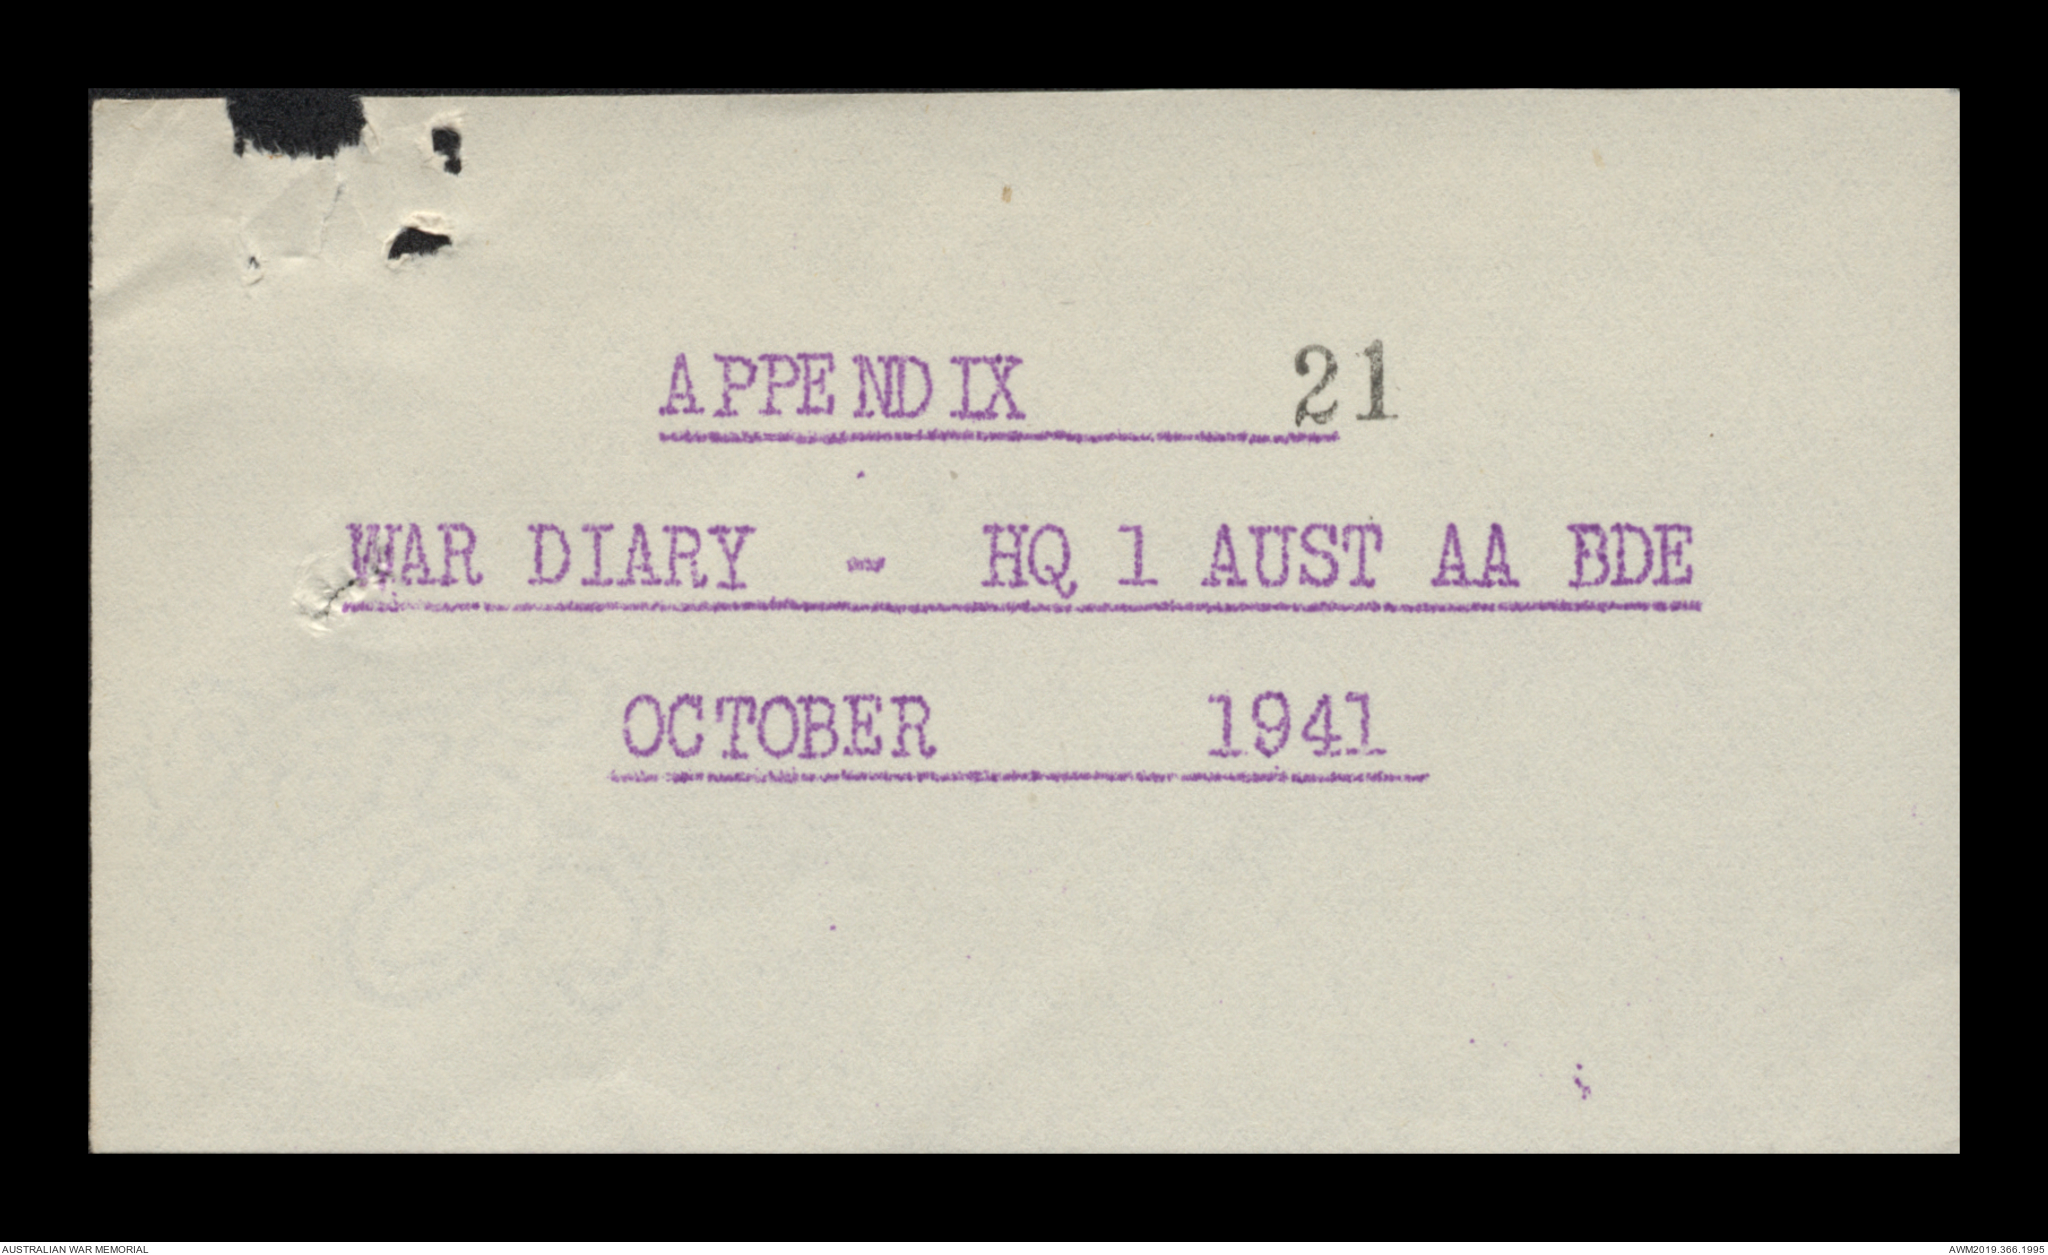 APPENDIX 21
WAR DIARY - HQ 1 AUST AA BDE
OCTOBER 1941
AUSTRALIAN WAR MEMORIAL
AWM2019.366.1995